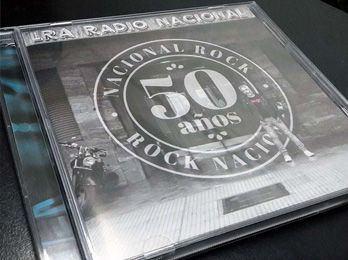 LRA RADIO NACIONAL
NACIONAL ROCK
50
años
ROCK NACIO